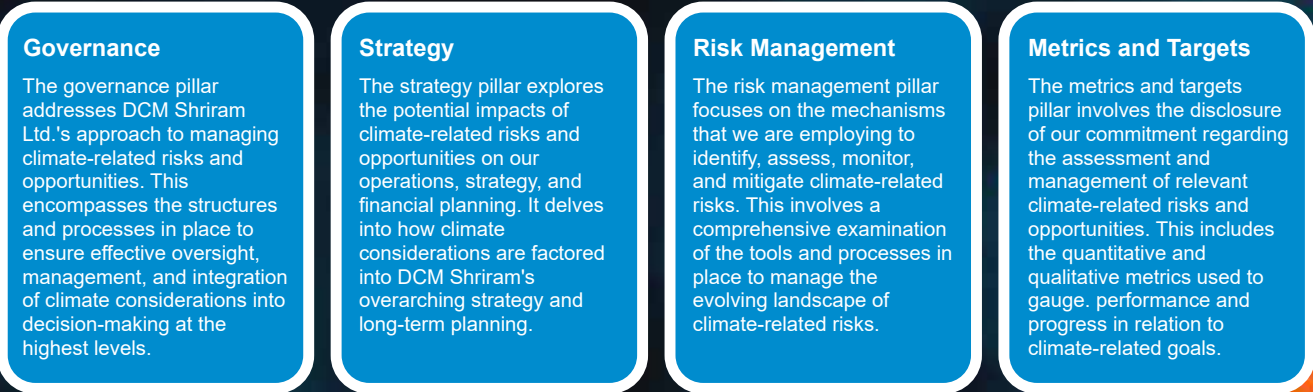 Governance
The governance pillar
addresses DCM Shriram
Ltd.'s approach to managing
climate-related risks and
opportunities. This
encompasses the structures
and processes in place to
ensure effective oversight,
management, and integration
of climate considerations into
decision-making at the
highest levels.
Strategy
The strategy pillar explores
the potential impacts of
climate-related risks and
opportunities on our
operations, strategy, and
financial planning. It delves
into how climate
considerations are factored
into DCM Shriram's
overarching strategy and
long-term planning.
Risk Management
The risk management pillar
focuses on the mechanisms
that we are employing to
identify, assess, monitor,
and mitigate climate-related
risks. This involves a
comprehensive examination
of the tools and processes in
place to manage the
evolving landscape of
climate-related risks.
Metrics and Targets
The metrics and targets
pillar involves the disclosure
of our commitment regarding
the assessment and
management of relevant
climate-related risks and
opportunities. This includes
the quantitative and
qualitative metrics used to
gauge. performance and
progress in relation to
climate-related goals.